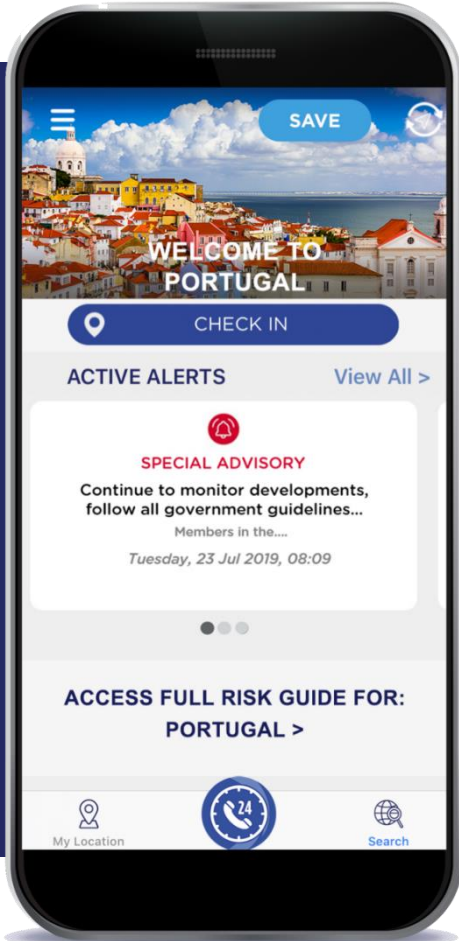 SAVE
WELCOME TO
PORTUGAL
CHECK IN
ACTIVE ALERTS
View All >
SPECIAL ADVISORY
Continue to monitor developments,
follow all government guidelines...
Members in the....
Tuesday, 23 Jul 2019, 08:09
ACCESS FULL RISK GUIDE FOR:
PORTUGAL >
24
My Location
Search